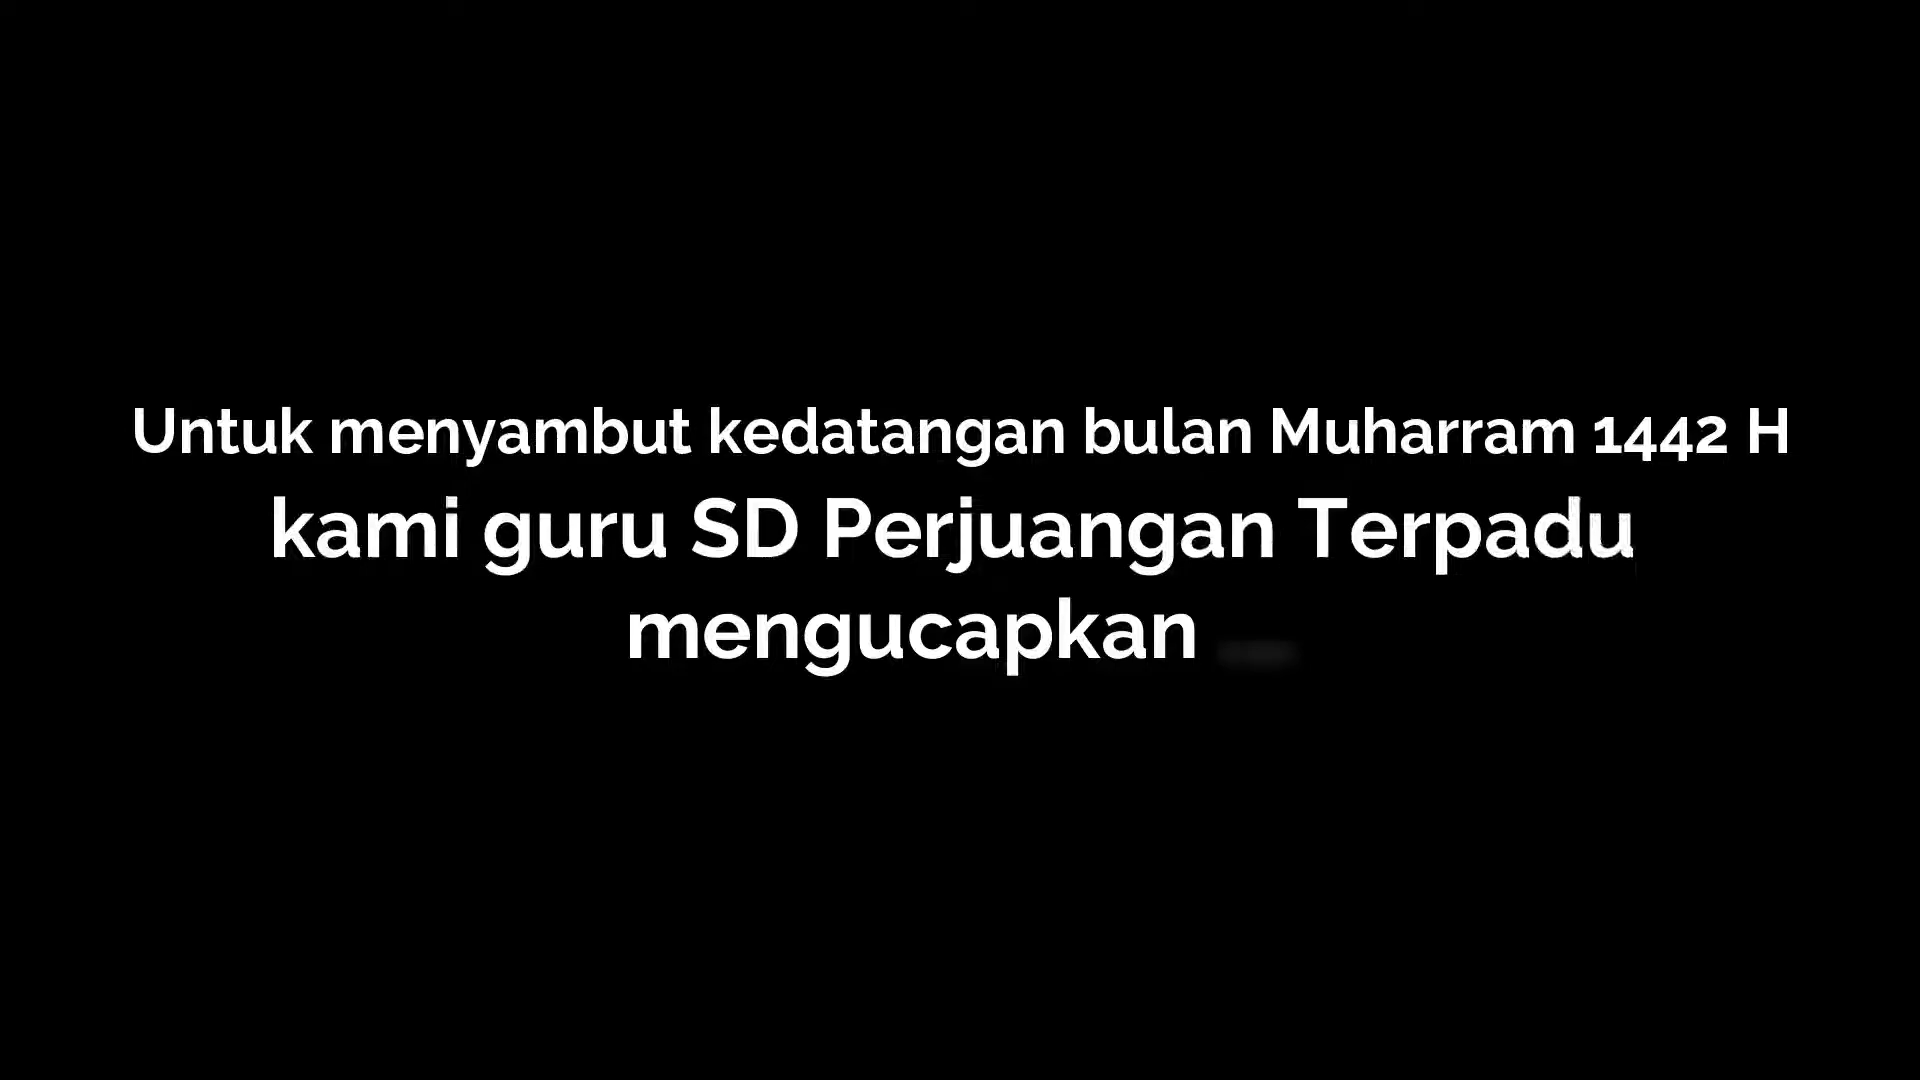 Untuk menyambut kedatangan bulan Muharram 1442 H
kami guru SD Perjuangan Terpadu
mengucapkan